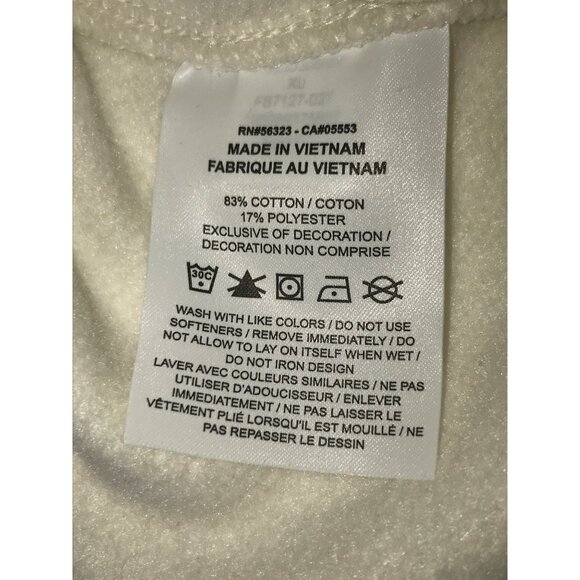 XL
FB7127-02
RN#56323 - CA#05553
MADE IN VIETNAM
FABRIQUE AU VIETNAM
83% COTTON / COTON
17% POLYESTER
EXCLUSIVE OF DECORATION /
DECORATION NON COMPRISE
30C
WASH WITH LIKE COLORS / DO NOT USE
SOFTENERS / REMOVE IMMEDIATELY / DO
NOT ALLOW TO LAY ON ITSELF WHEN WET /
DO NOT IRON DESIGN
LAVER AVEC COULEURS SIMILAIRES / NE PAS
UTILISER D'ADOUCISSEUR / ENLEVER
IMMEDIATEMENT / NE PAS LAISSER LE
VÊTEMENT PLIÉ LORSQU'IL EST MOUILLÉ / NE
PAS REPASSER LE DESSIN